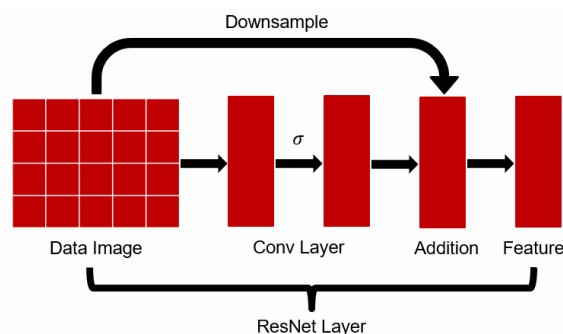 Downsample
σ
Data Image
Conv Layer
Addition
Feature
ResNet Layer